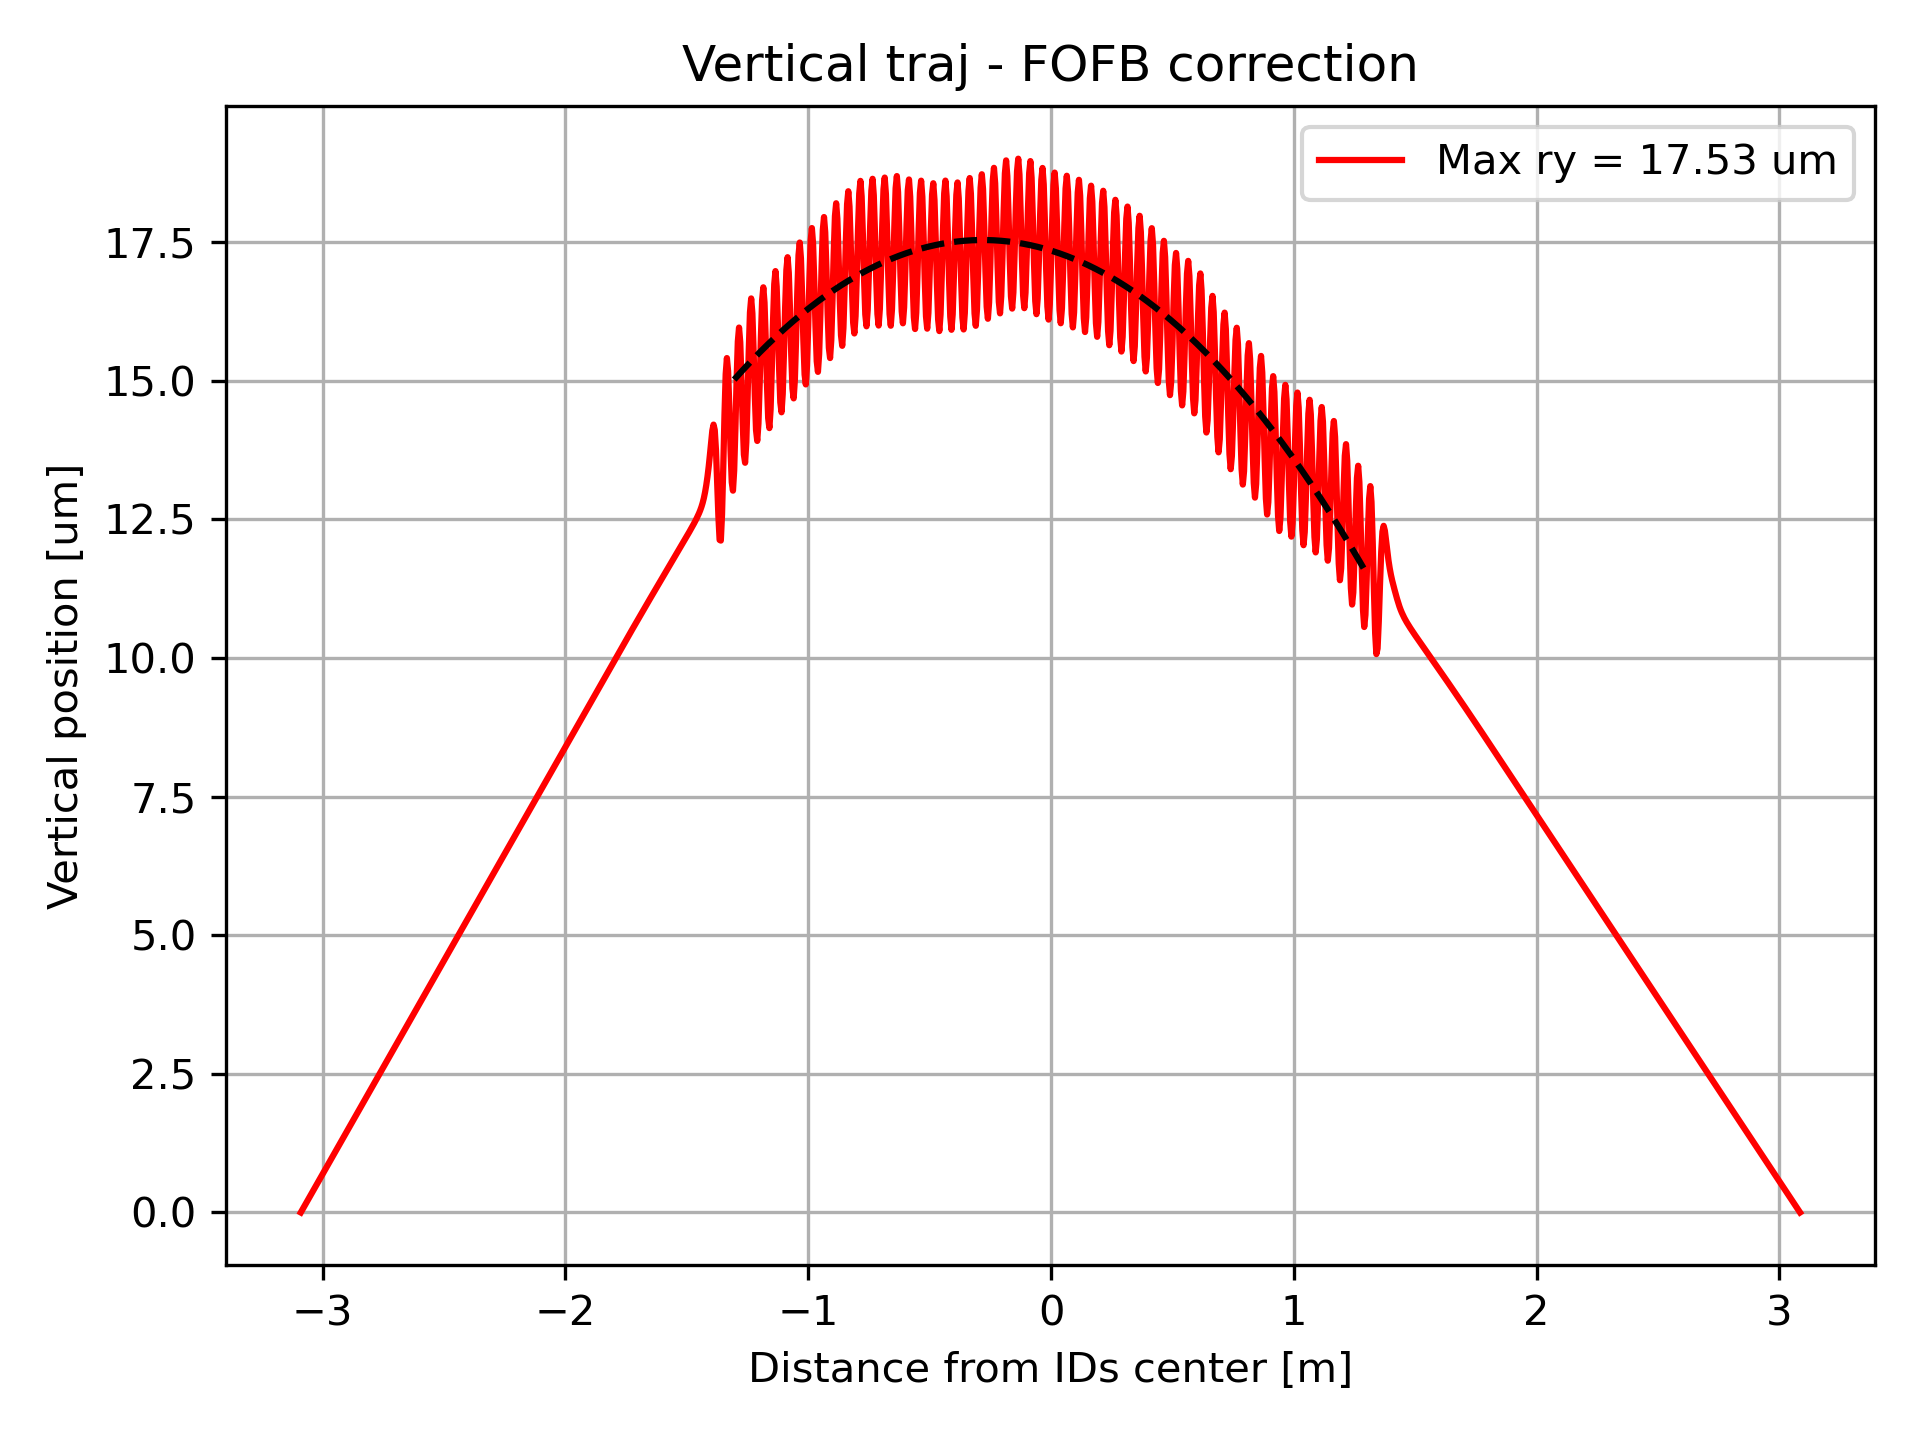 Vertical traj - FOFB correction
Max ry = 17.53 um
Vertical position [um]
17.5
15.0
12.5
10.0
7.5
5.0
2.5
0.0
−3 −2 −1 0 1 2 3
Distance from IDs center [m]